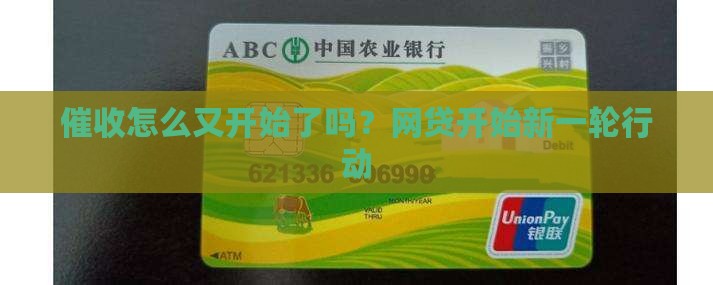 ABC 中国农业银行
乡村
振兴
催收怎么又开始了吗？网贷开始新一轮行
动
Debit
621336 606990
MONTH/YEAR
VALID
THRU
UnionPay
银联
◀ATM